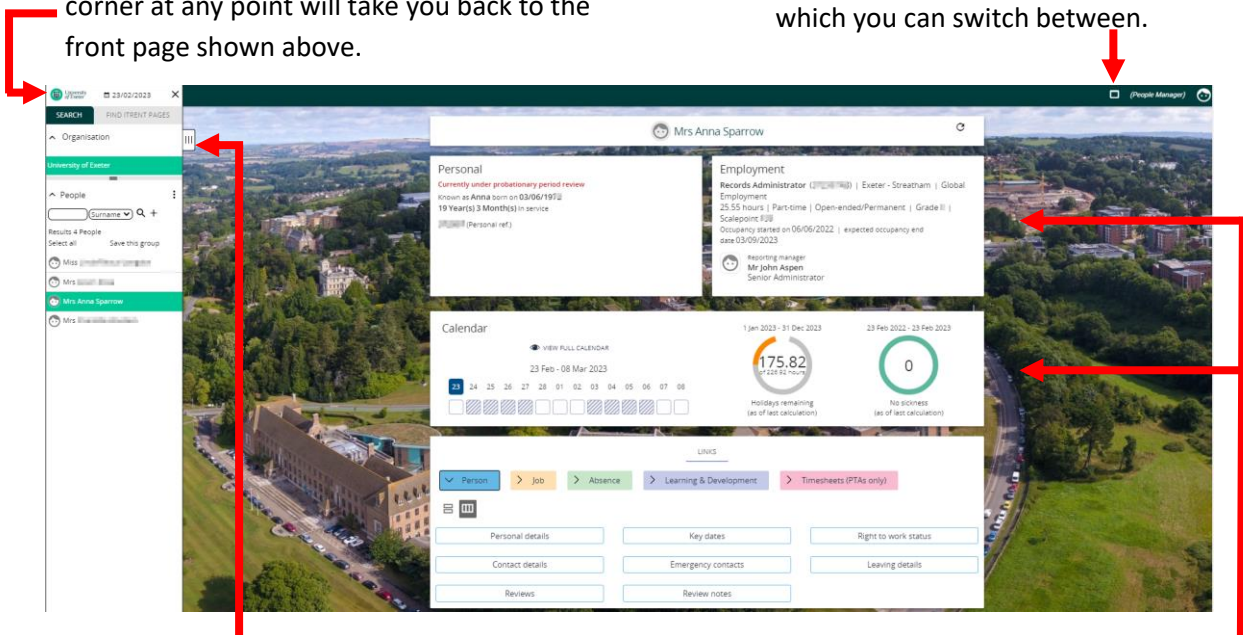 corner at any point will take you back to the
front page shown above.
which you can switch between.
University
of Exeter
23/02/2023
(People Manager)
SEARCH
FIND ITRENT PAGES
Organisation
University of Exeter
People
Surname
Results 4 People
Select all
Save this group
Miss
Mrs
Mrs Anna Sparrow
Mrs
Mrs Anna Sparrow
Personal
Currently under probationary period review
Known as Anna born on 03/06/19
19 Year(s) 3 Month(s) in service
(Personal ref.)
Employment
Records Administrator ( ) | Exeter - Streatham | Global
Employment
25.55 hours | Part-time | Open-ended/Permanent | Grade |
Scalepoint
Occupancy started on 06/06/2022 | expected occupancy end
date 03/09/2023
Reporting manager
Mr John Aspen
Senior Administrator
Calendar
VIEW FULL CALENDAR
23 Feb - 08 Mar 2023
23 24 25 26 27 28 01 02 03 04 05 06 07 08
1 Jan 2023 - 31 Dec 2023
175.82
of 226.92 hours
Holidays remaining
(as of last calculation)
23 Feb 2022 - 23 Feb 2023
0
No sickness
(as of last calculation)
LINKS
Person
Job
Absence
Learning & Development
Timesheets (PTAs only)
Personal details
Key dates
Right to work status
Contact details
Emergency contacts
Leaving details
Reviews
Review notes